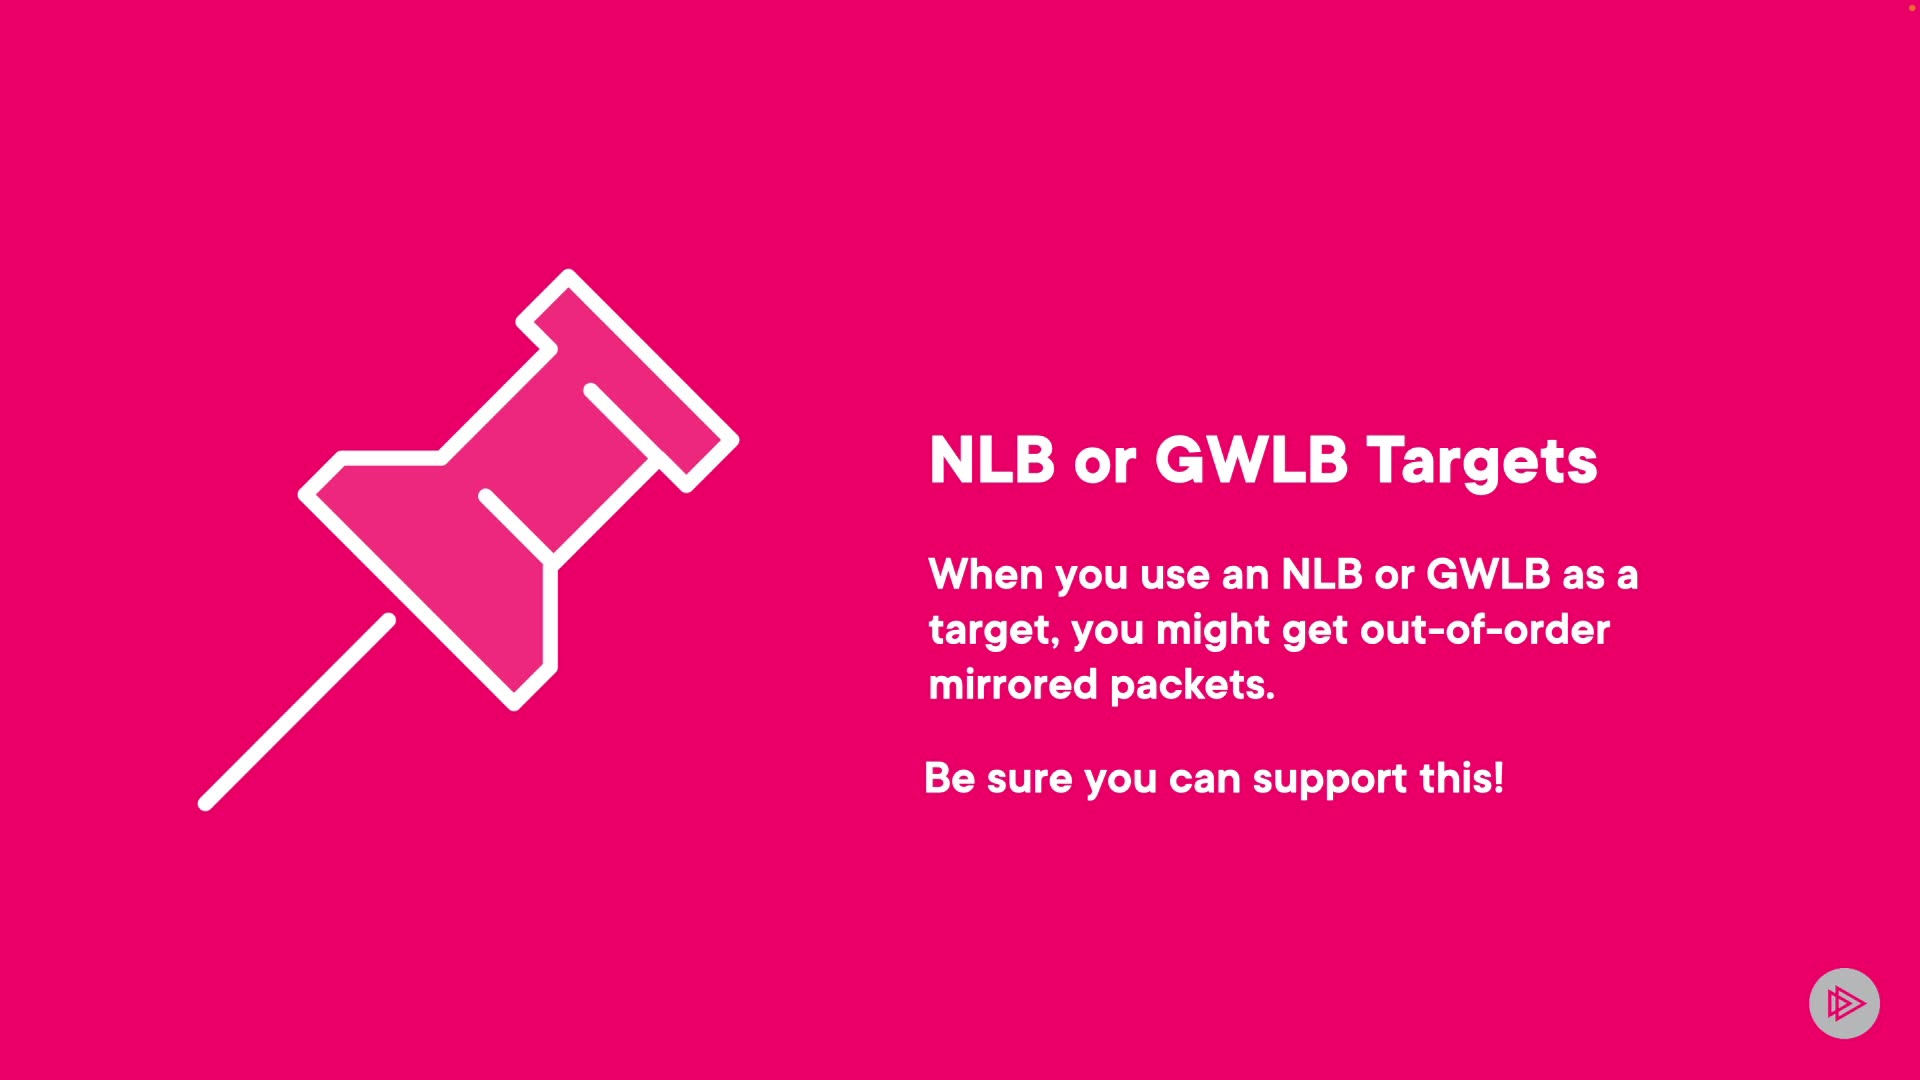 NLB or GWLB Targets
When you use an NLB or GWLB as a
target, you might get out-of-order
mirrored packets.
Be sure you can support this!